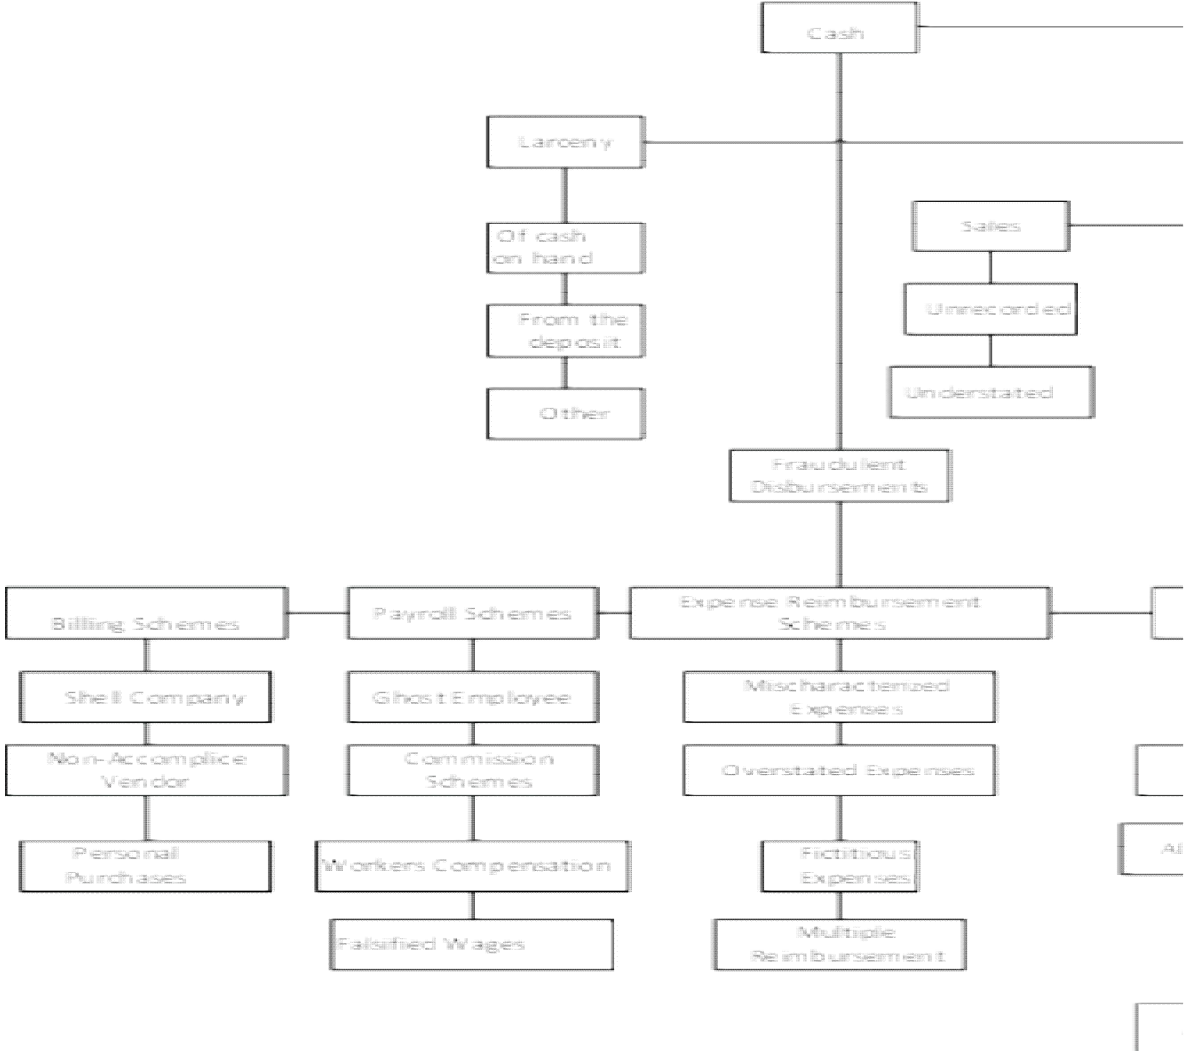 Cash
Larceny
Of cash
on hand
From the
deposit
Other
Sales
Unrecorded
Understated
Fraudulent
Disbursements
Billing Schemes
Payroll Schemes
Expense Reimbursement
Schemes
Shell Company
Ghost Employee
Mischaracterized
Expenses
Non-Accomplice
Vendor
Commission
Schemes
Overstated Expenses
Personal
Purchases
Workers Compensation
Fictitious
Expenses
Falsified Wages
Multiple
Reimbursement